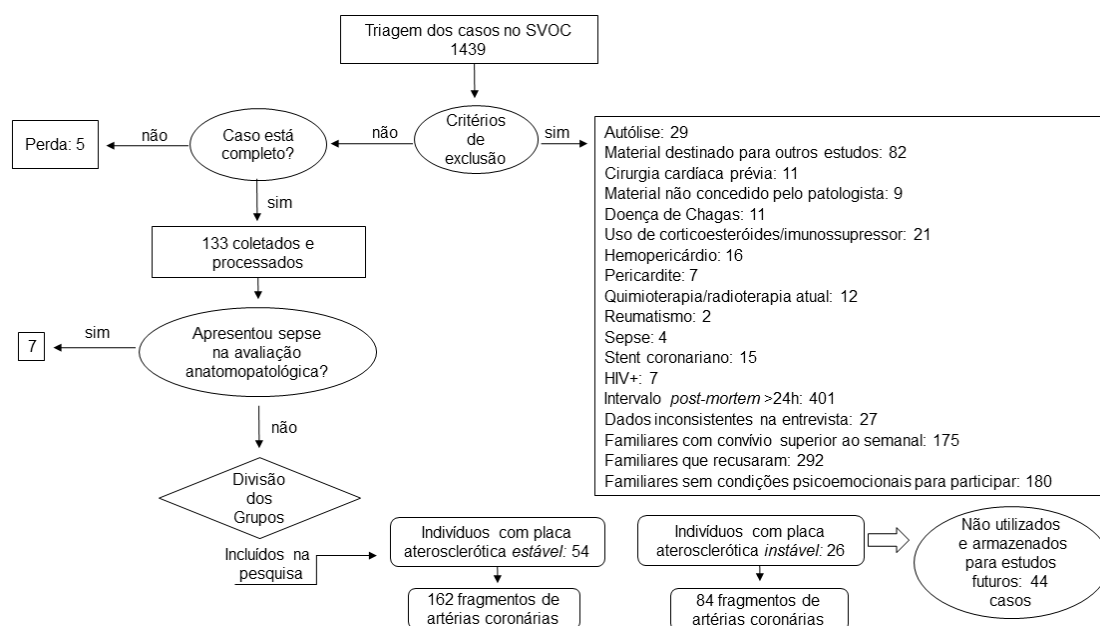 Triagem dos casos no SVOC
1439
Critérios
de
exclusão
não
sim
Caso está
completo?
não
Perda: 5
sim
133 coletados e
processados
Apresentou sepse
na avaliação
anatomopatológica?
sim
7
não
Divisão
dos
Grupos
Incluídos na
pesquisa
Autólise: 29
Material destinado para outros estudos: 82
Cirurgia cardíaca prévia: 11
Material não concedido pelo patologista: 9
Doença de Chagas: 11
Uso de corticoesteróides/imunossupressor: 21
Hemopericárdio: 16
Pericardite: 7
Quimioterapia/radioterapia atual: 12
Reumatismo: 2
Sepse: 4
Stent coronariano: 15
HIV+: 7
Intervalo post-mortem >24h: 401
Dados inconsistentes na entrevista: 27
Familiares com convívio superior ao semanal: 175
Familiares que recusaram: 292
Familiares sem condições psicoemocionais para participar: 180
Indivíduos com placa
aterosclerótica estável: 54
162 fragmentos de
artérias coronárias
Indivíduos com placa
aterosclerótica instável: 26
84 fragmentos de
artérias coronárias
Não utilizados
e armazenados
para estudos
futuros: 44
casos